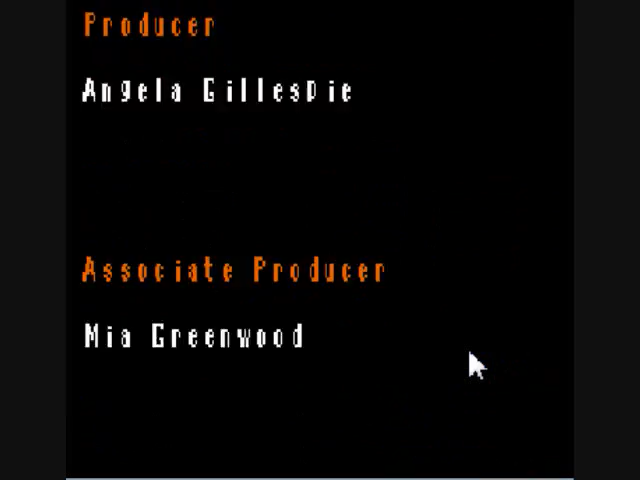 Producer
Angela Gillespie
Associate Producer
Mia Greenwood